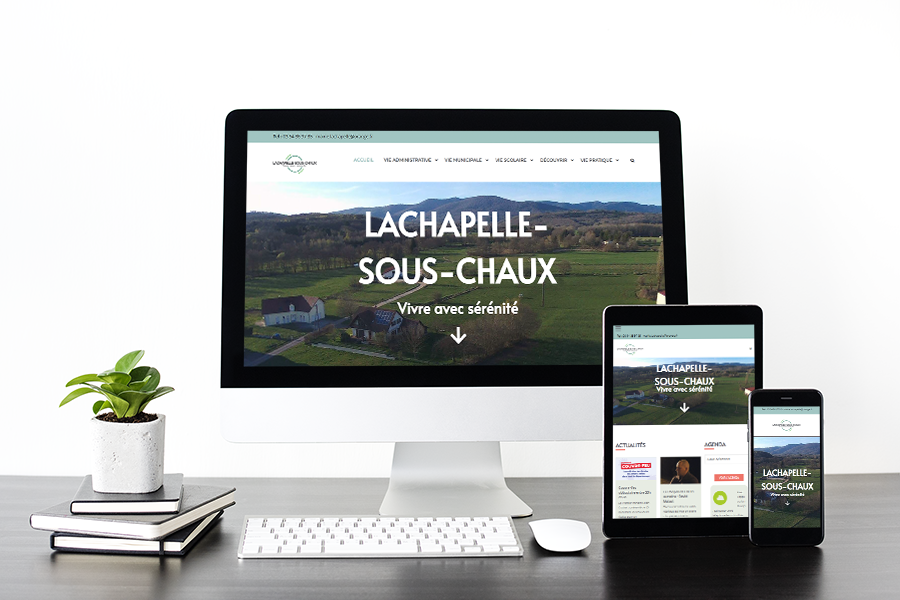 LACHAPELLE-SOUS-CHAUX
ACCUEIL VIE ADMINISTRATIVE VIE MUNICIPALE VIE SCOLAIRE DÉCOUVRIR VIE PRATIQUE
LACHAPELLE-
SOUS-CHAUX
Vivre avec sérénité
LACHAPELLE-
SOUS-CHAUX
Vivre avec sérénité
ACTUALITÉS
AGENDA
COUVRE-FEU
LACHAPELLE-
SOUS-CHAUX
Vivre avec sérénité